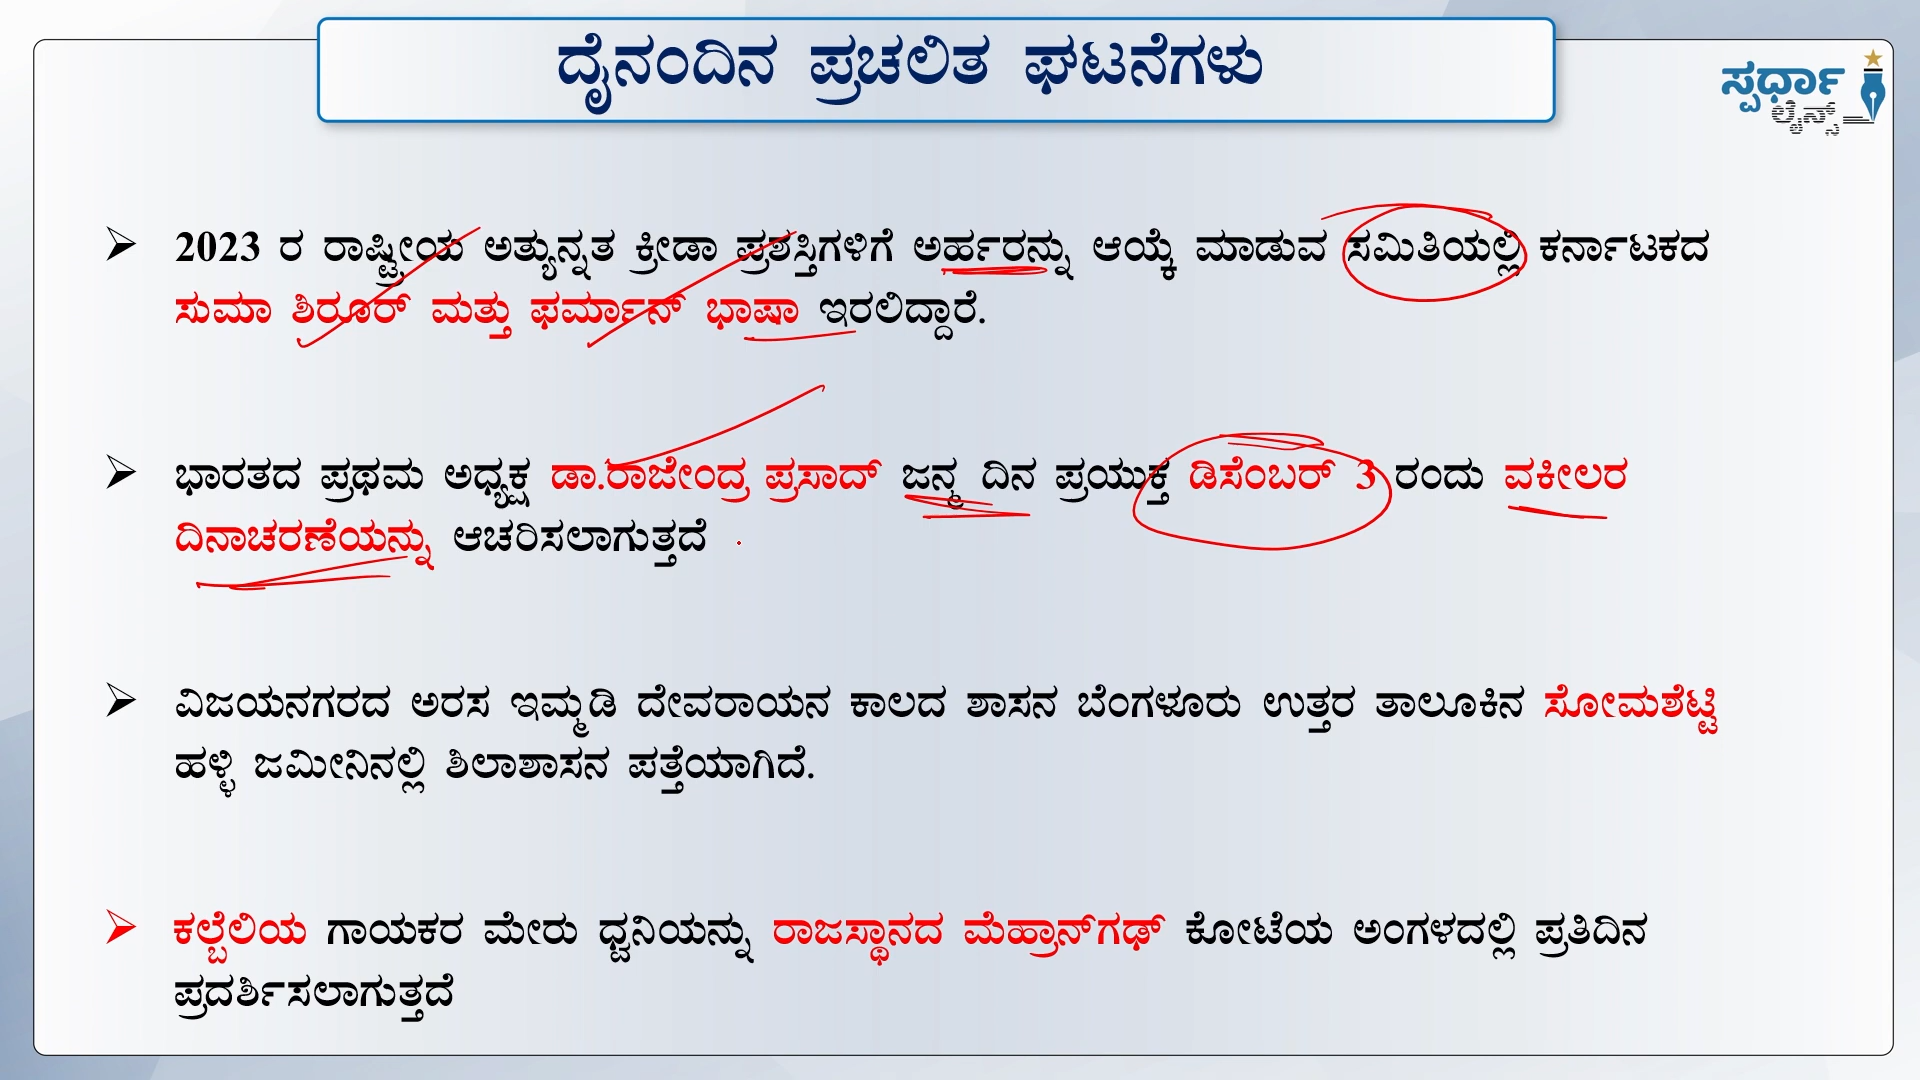 ದೈನಂದಿನ ಪ್ರಚಲಿತ ಘಟನೆಗಳು
ಸ್ಪರ್ಧಾ
ಲೈನ್ಸ್
2023 ರ ರಾಷ್ಟ್ರೀಯ ಅತ್ಯುನ್ನತ ಕ್ರೀಡಾ ಪ್ರಶಸ್ತಿಗಳಿಗೆ ಅರ್ಹರನ್ನು ಆಯ್ಕೆ ಮಾಡುವ ಸಮಿತಿಯಲ್ಲಿ ಕರ್ನಾಟಕದ
ಸುಮಾ ಶಿರೂರ್ ಮತ್ತು ಫರ್ಮಾನ್ ಭಾಷಾ ಇರಲಿದ್ದಾರೆ.
ಭಾರತದ ಪ್ರಥಮ ಅಧ್ಯಕ್ಷ ಡಾ.ರಾಜೇಂದ್ರ ಪ್ರಸಾದ್ ಜನ್ಮ ದಿನ ಪ್ರಯುಕ್ತ ಡಿಸೆಂಬರ್ 3 ರಂದು ವಕೀಲರ
ದಿನಾಚರಣೆಯನ್ನು ಆಚರಿಸಲಾಗುತ್ತದೆ
ವಿಜಯನಗರದ ಅರಸ ಇಮ್ಮಡಿ ದೇವರಾಯನ ಕಾಲದ ಶಾಸನ ಬೆಂಗಳೂರು ಉತ್ತರ ತಾಲೂಕಿನ ಸೋಮಶೆಟ್ಟಿ
ಹಳ್ಳಿ ಜಮೀನಿನಲ್ಲಿ ಶಿಲಾಶಾಸನ ಪತ್ತೆಯಾಗಿದೆ.
ಕಲ್ಬೆಲಿಯ ಗಾಯಕರ ಮೇರು ಧ್ವನಿಯನ್ನು ರಾಜಸ್ಥಾನದ ಮೆಹ್ರಾನ್‌ಗಢ್ ಕೋಟೆಯ ಅಂಗಳದಲ್ಲಿ ಪ್ರತಿದಿನ
ಪ್ರದರ್ಶಿಸಲಾಗುತ್ತದೆ